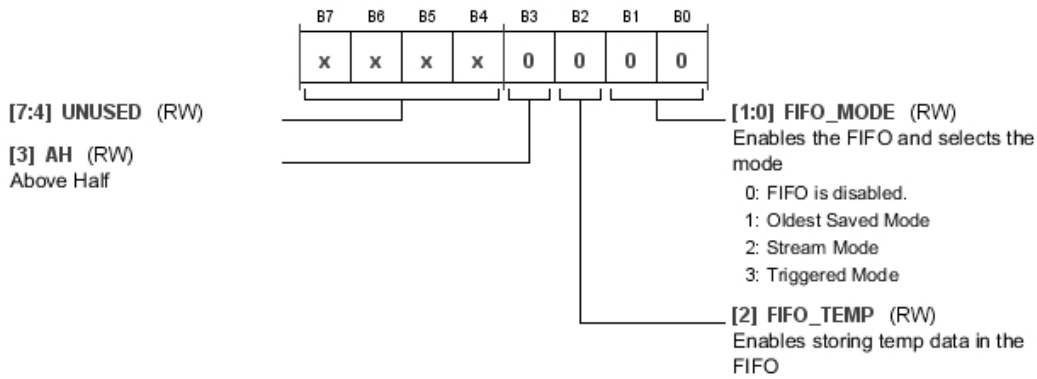 B7 B6 B5 B4 B3 B2 B1 B0
x x x x 0 0 0 0
[7:4] UNUSED (RW)
[3] AH (RW)
Above Half
[1:0] FIFO_MODE (RW)
Enables the FIFO and selects the
mode
0: FIFO is disabled.
1: Oldest Saved Mode
2: Stream Mode
3: Triggered Mode
[2] FIFO_TEMP (RW)
Enables storing temp data in the
FIFO